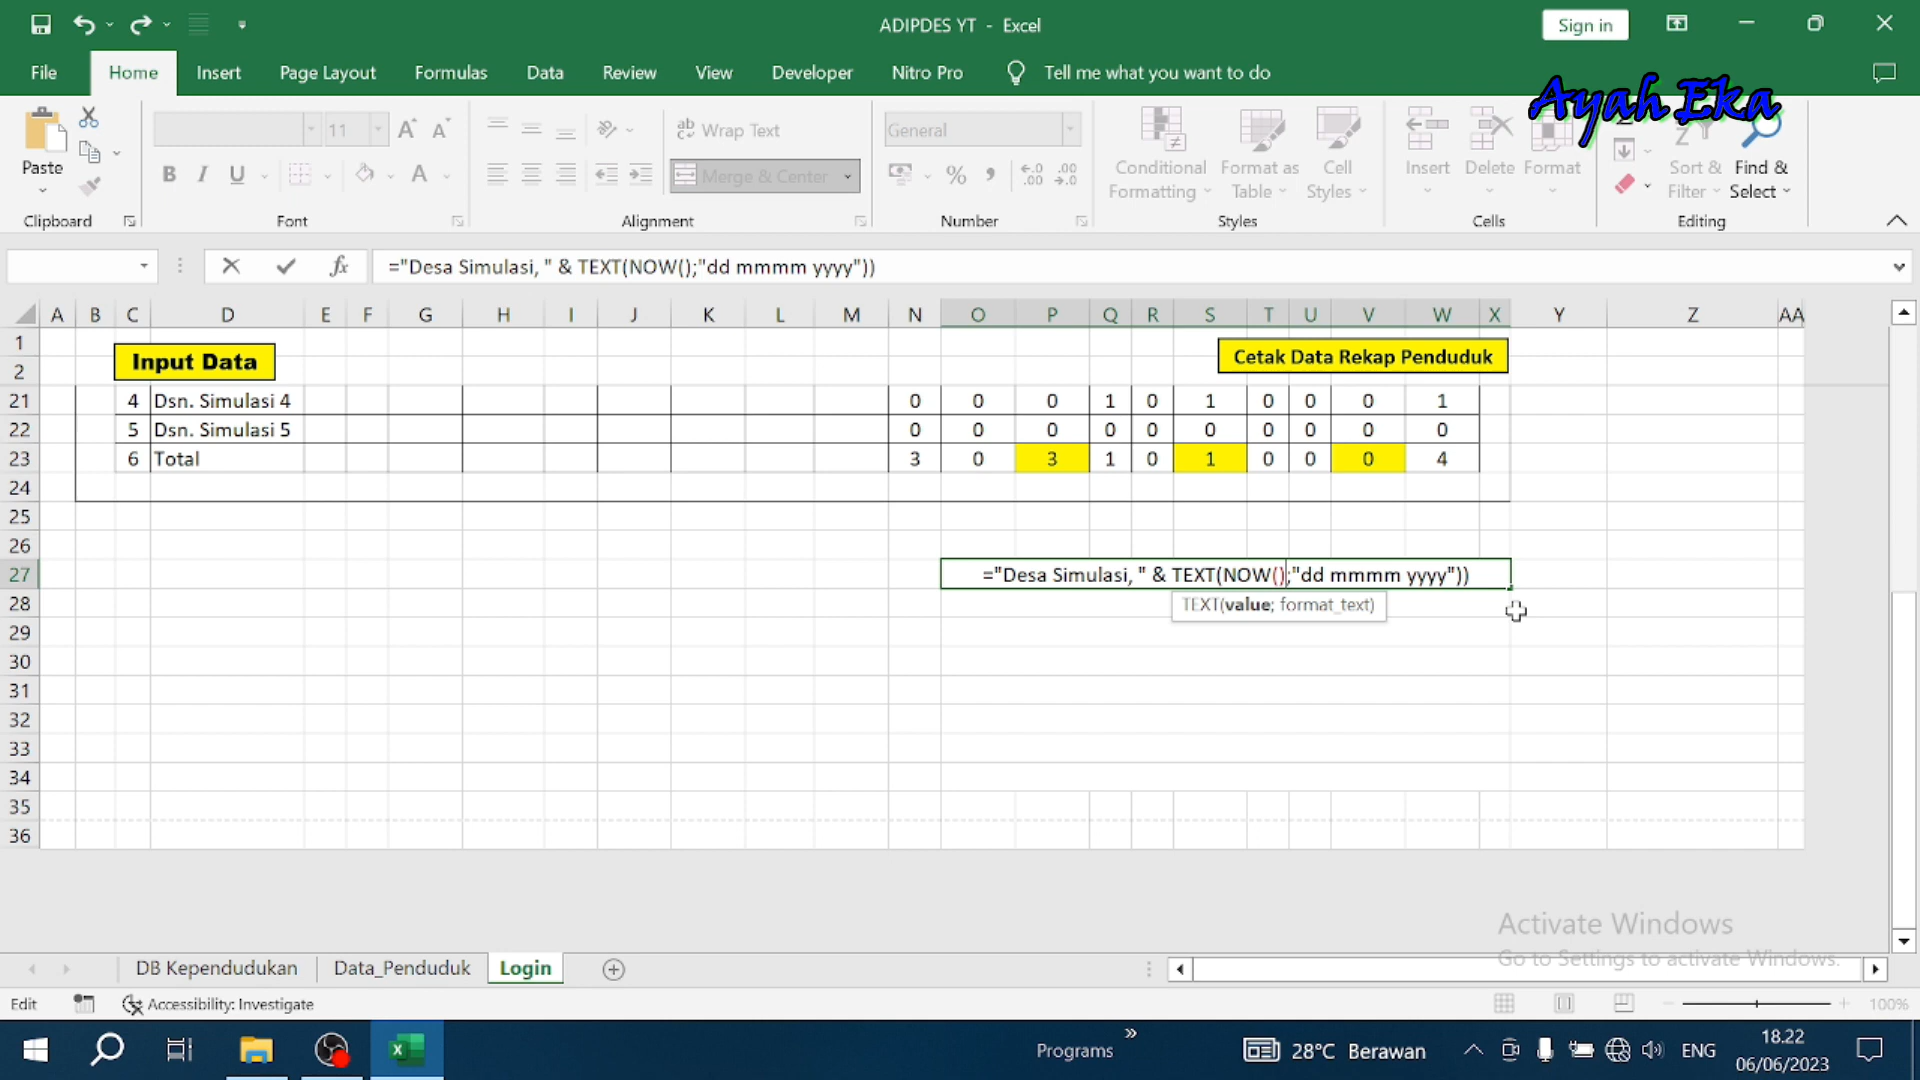 ADIPDES YT - Excel
Sign in
File Home Insert Page Layout Formulas Data Review View Developer Nitro Pro Tell me what you want to do
Ayah Eka
11 A A Wrap Text General
Paste B I U A Merge & Center % , Conditional Formatting Format as Table Cell Styles Insert Delete Format Sort & Filter Find & Select
Clipboard Font Alignment Number Styles Cells Editing
fx ="Desa Simulasi, " & TEXT(NOW();"dd mmmm yyyy"))
A B C D E F G H I J K L M N O P Q R S T U V W X Y Z AA
1 Input Data Cetak Data Rekap Penduduk
2
21 4 Dsn. Simulasi 4 0 0 0 1 0 1 0 0 0 1
22 5 Dsn. Simulasi 5 0 0 0 0 0 0 0 0 0 0
23 6 Total 3 0 3 1 0 1 0 0 0 4
24
25
26
27 ="Desa Simulasi, " & TEXT(NOW();"dd mmmm yyyy"))
28 TEXT(value; format_text)
29
30
31
32
33
34
35
36
Activate Windows
Go to Settings to activate Windows.
DB Kependudukan Data_Penduduk Login
Edit Accessibility: Investigate 100%
Programs » 28°C Berawan ENG 18.22
06/06/2023